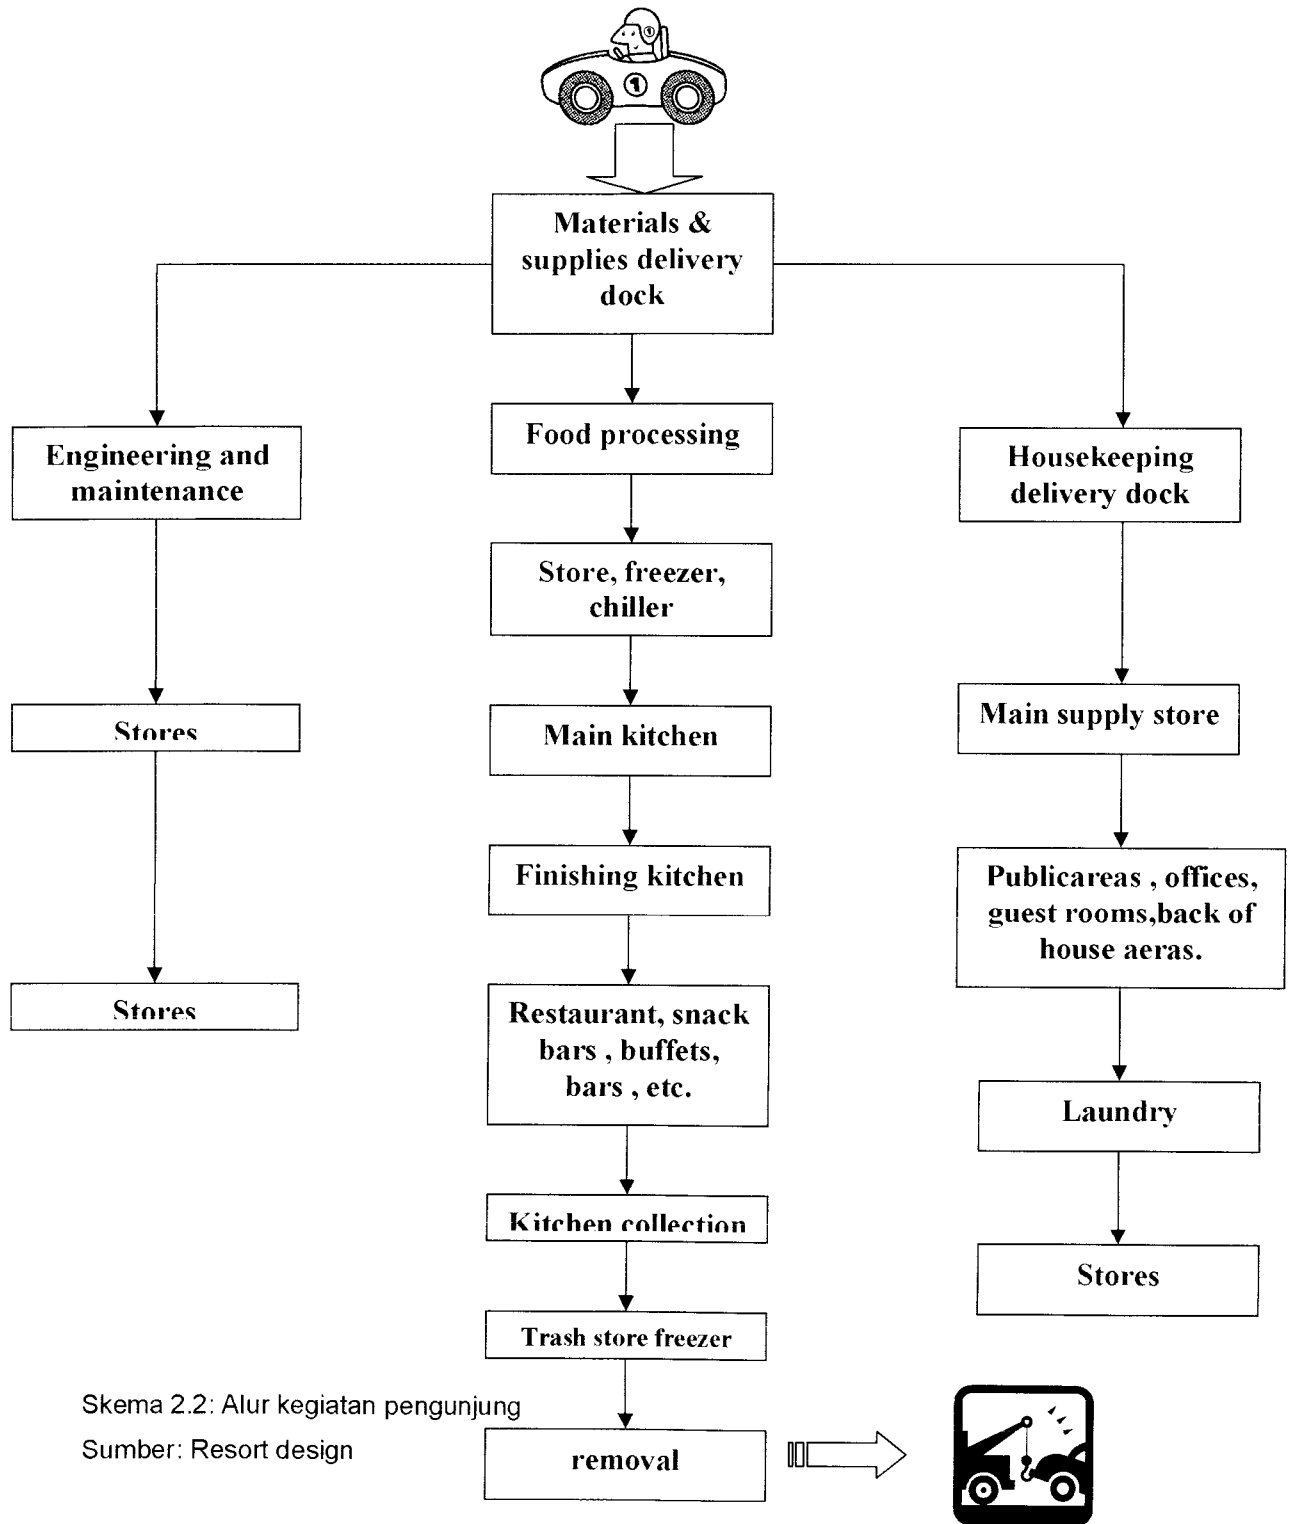 1
1
Materials &
supplies delivery
dock
Engineering and
maintenance
Stores
Stores
Food processing
Store, freezer,
chiller
Main kitchen
Finishing kitchen
Restaurant, snack
bars , buffets,
bars , etc.
Kitchen collection
Trash store freezer
removal
Housekeeping
delivery dock
Main supply store
Publicareas , offices,
guest rooms,back of
house aeras.
Laundry
Stores
Skema 2.2: Alur kegiatan pengunjung
Sumber: Resort design